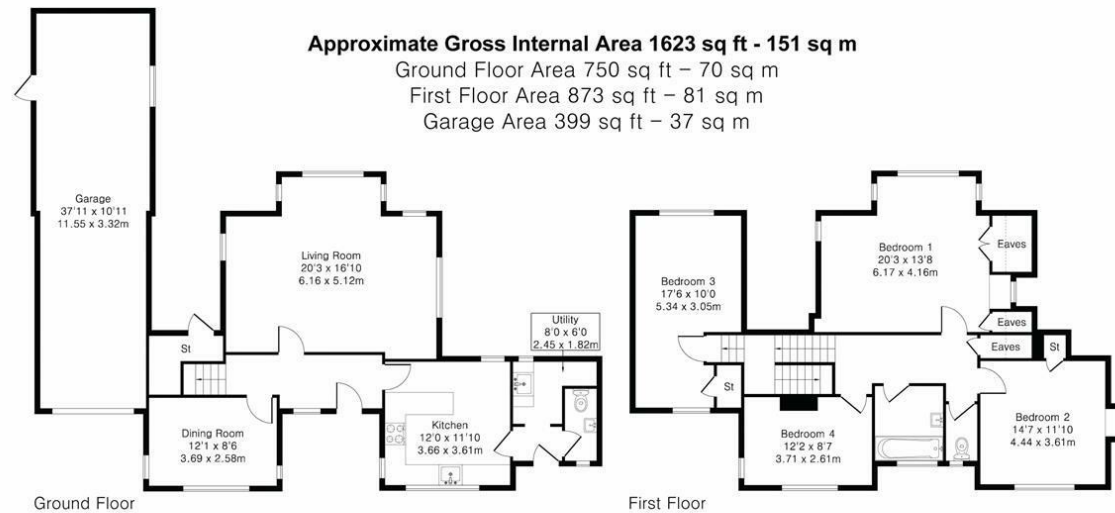 Approximate Gross Internal Area 1623 sq ft - 151 sq m
Ground Floor Area 750 sq ft – 70 sq m
First Floor Area 873 sq ft – 81 sq m
Garage Area 399 sq ft – 37 sq m
Garage
37'11 x 10'11
11.55 x 3.32m
Living Room
20'3 x 16'10
6.16 x 5.12m
Utility
8'0 x 6'0
2.45 x 1.82m
St
Kitchen
12'0 x 11'10
3.66 x 3.61m
Dining Room
12'1 x 8'6
3.69 x 2.58m
Ground Floor
Bedroom 1
20'3 x 13'8
6.17 x 4.16m
Eaves
Bedroom 3
17'6 x 10'0
5.34 x 3.05m
Eaves
Eaves
St
St
Bedroom 2
14'7 x 11'10
4.44 x 3.61m
Bedroom 4
12'2 x 8'7
3.71 x 2.61m
First Floor